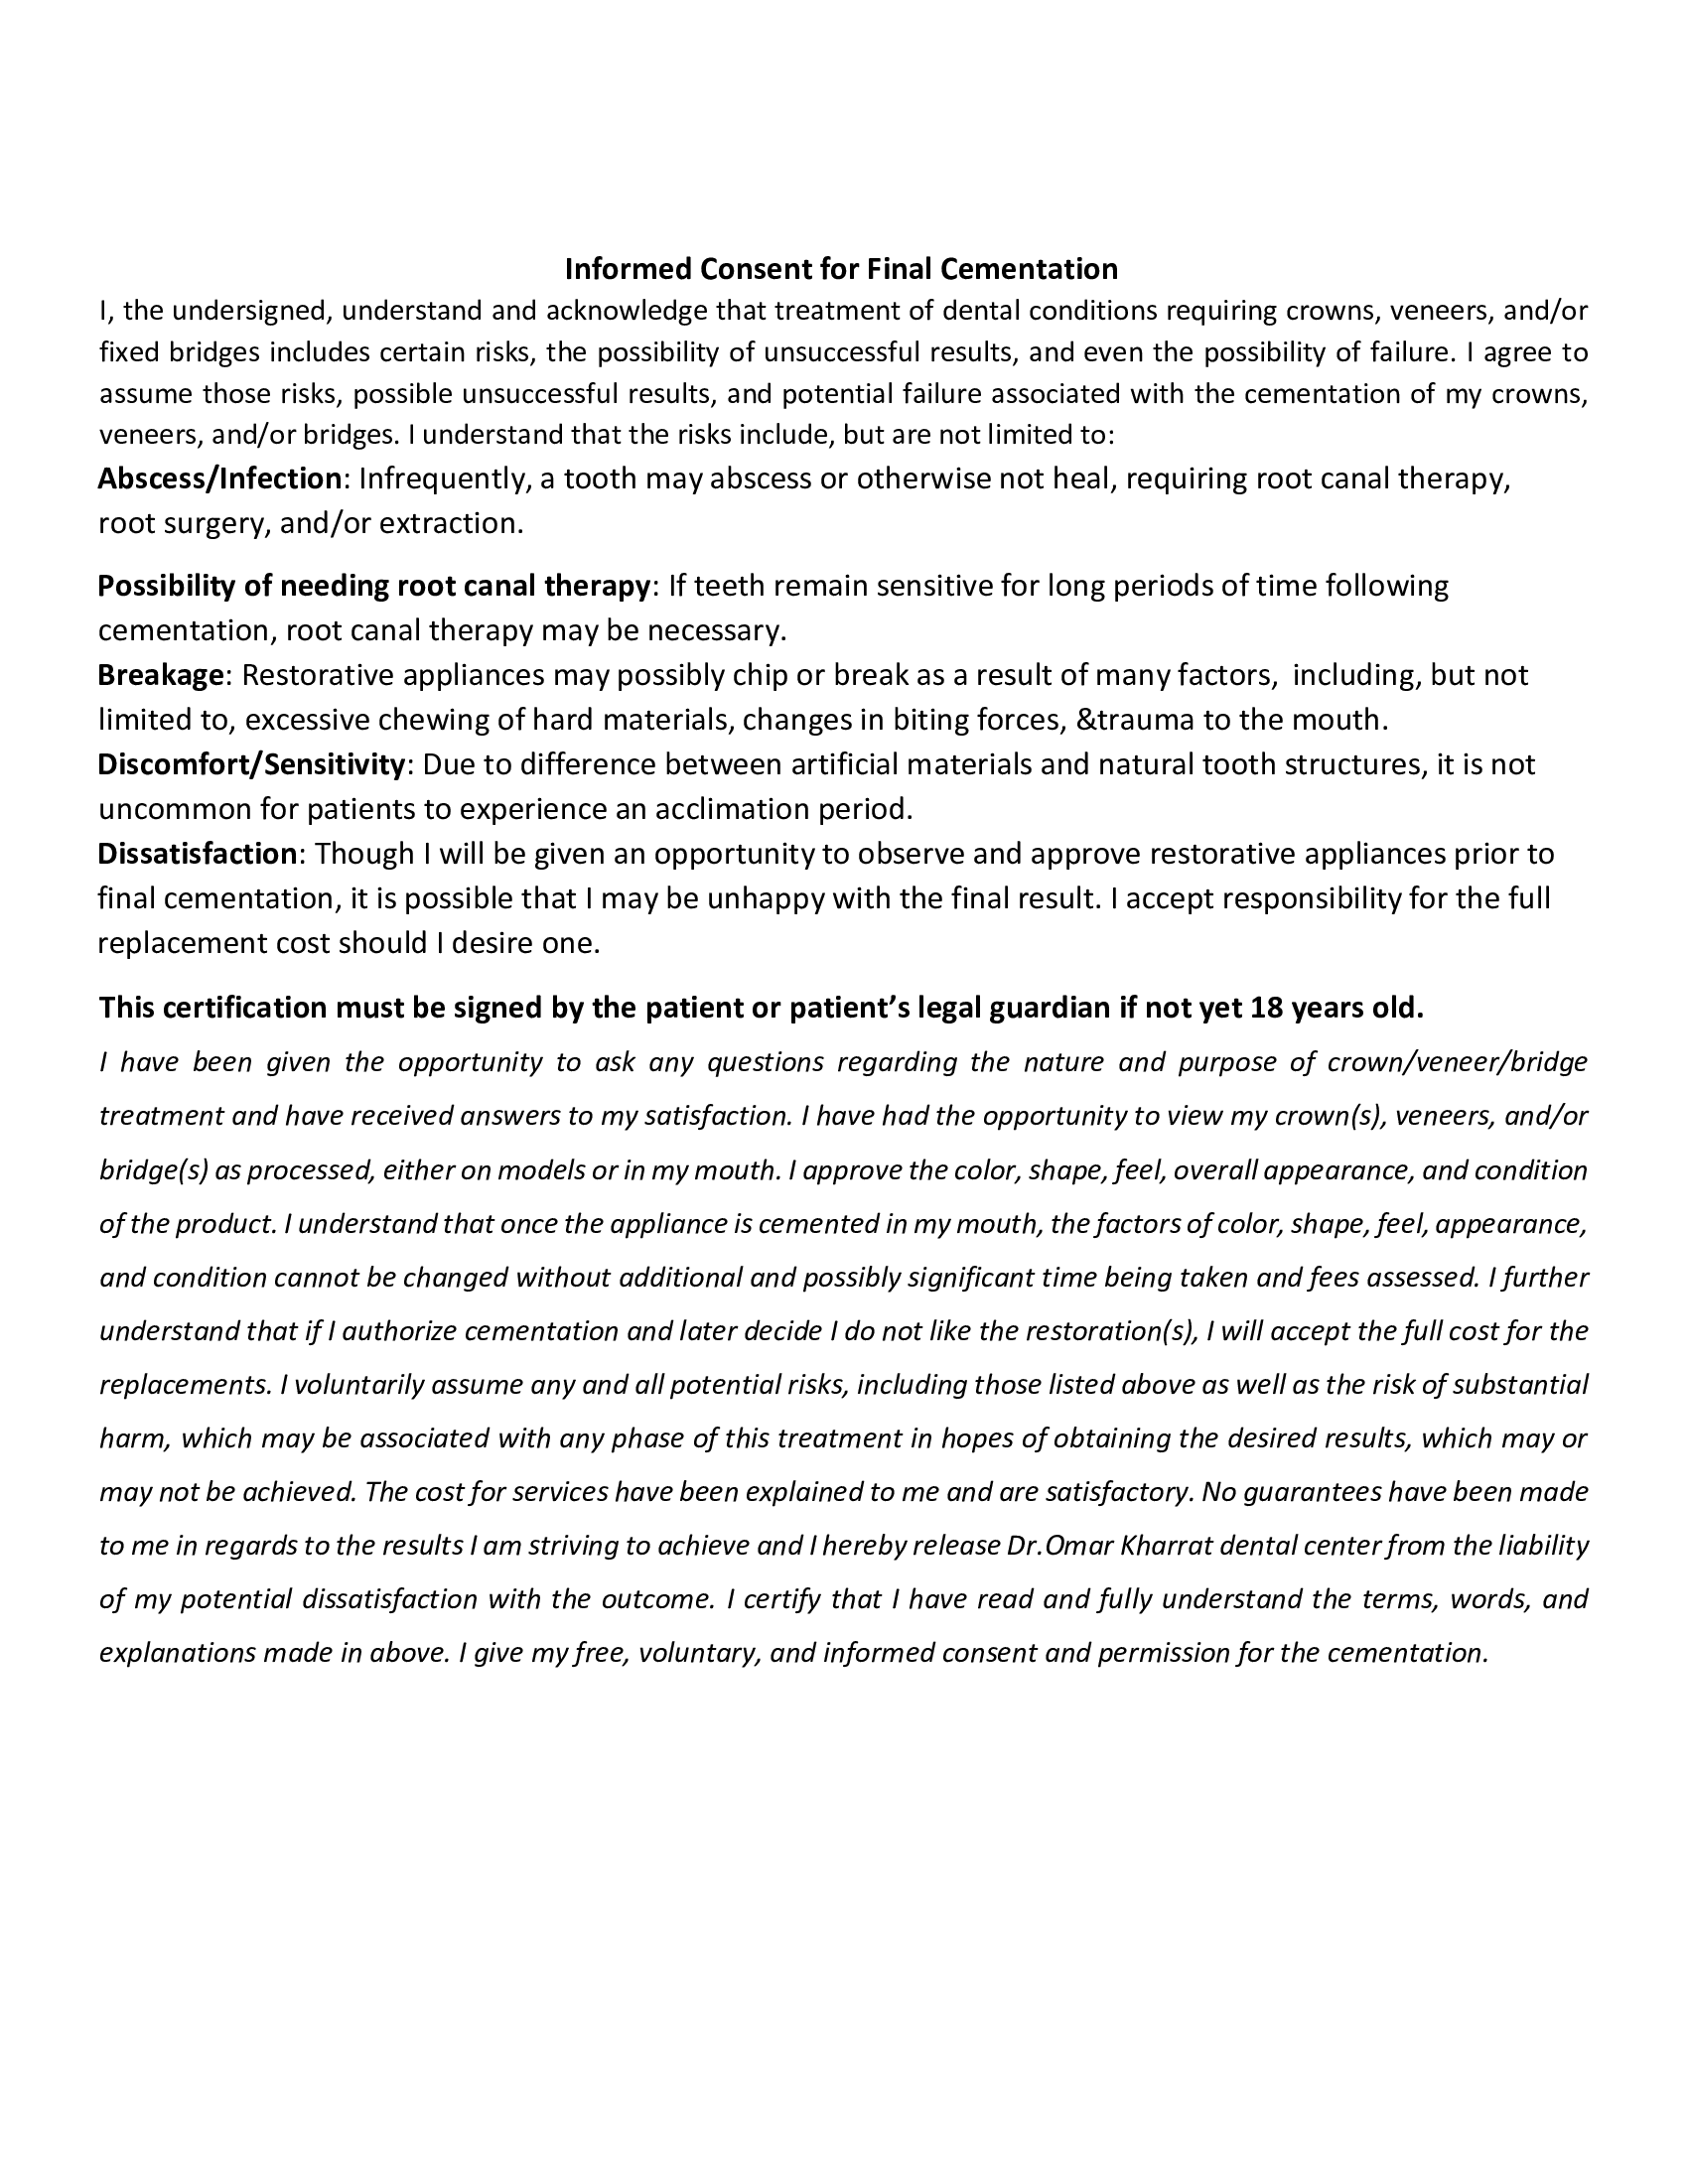 Informed Consent for Final Cementation
I, the undersigned, understand and acknowledge that treatment of dental conditions requiring crowns, veneers, and/or
fixed bridges includes certain risks, the possibility of unsuccessful results, and even the possibility of failure. I agree to
assume those risks, possible unsuccessful results, and potential failure associated with the cementation of my crowns,
veneers, and/or bridges. I understand that the risks include, but are not limited to:
Abscess/Infection: Infrequently, a tooth may abscess or otherwise not heal, requiring root canal therapy,
root surgery, and/or extraction.
Possibility of needing root canal therapy: If teeth remain sensitive for long periods of time following
cementation, root canal therapy may be necessary.
Breakage: Restorative appliances may possibly chip or break as a result of many factors,  including, but not
limited to, excessive chewing of hard materials, changes in biting forces, &trauma to the mouth.
Discomfort/Sensitivity: Due to difference between artificial materials and natural tooth structures, it is not
uncommon for patients to experience an acclimation period.
Dissatisfaction: Though I will be given an opportunity to observe and approve restorative appliances prior to
final cementation, it is possible that I may be unhappy with the final result. I accept responsibility for the full
replacement cost should I desire one.
This certification must be signed by the patient or patient’s legal guardian if not yet 18 years old.
I have been given the opportunity to ask any questions regarding the nature and purpose of crown/veneer/bridge
treatment and have received answers to my satisfaction. I have had the opportunity to view my crown(s), veneers, and/or
bridge(s) as processed, either on models or in my mouth. I approve the color, shape, feel, overall appearance, and condition
of the product. I understand that once the appliance is cemented in my mouth, the factors of color, shape, feel, appearance,
and condition cannot be changed without additional and possibly significant time being taken and fees assessed. I further
understand that if I authorize cementation and later decide I do not like the restoration(s), I will accept the full cost for the
replacements. I voluntarily assume any and all potential risks, including those listed above as well as the risk of substantial
harm, which may be associated with any phase of this treatment in hopes of obtaining the desired results, which may or
may not be achieved. The cost for services have been explained to me and are satisfactory. No guarantees have been made
to me in regards to the results I am striving to achieve and I hereby release Dr.Omar Kharrat dental center from the liability
of my potential dissatisfaction with the outcome. I certify that I have read and fully understand the terms, words, and
explanations made in above. I give my free, voluntary, and informed consent and permission for the cementation.